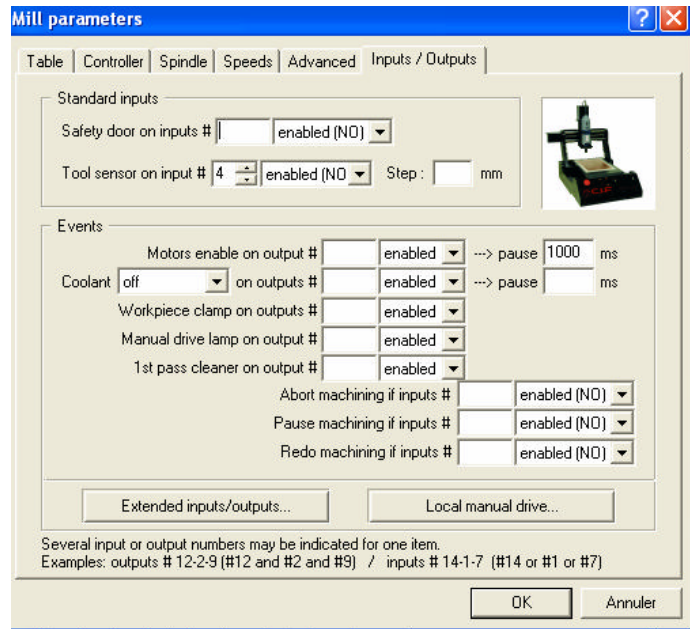 Mill parameters
Table Controller Spindle Speeds Advanced Inputs / Outputs
Standard inputs
Safety door on inputs # enabled (NO)
Tool sensor on input # 4 enabled (NO Step : mm
Events
Motors enable on output # enabled ---> pause 1000 ms
Coolant off on outputs # enabled ---> pause ms
Workpiece clamp on outputs # enabled
Manual drive lamp on output # enabled
1st pass cleaner on output # enabled
Abort machining if inputs # enabled (NO)
Pause machining if inputs # enabled (NO)
Redo machining if inputs # enabled (NO)
Extended inputs/outputs... Local manual drive...
Several input or output numbers may be indicated for one item.
Examples: outputs # 12-2-9 (#12 and #2 and #9) / inputs # 14-1-7 (#14 or #1 or #7)
OK Annuler